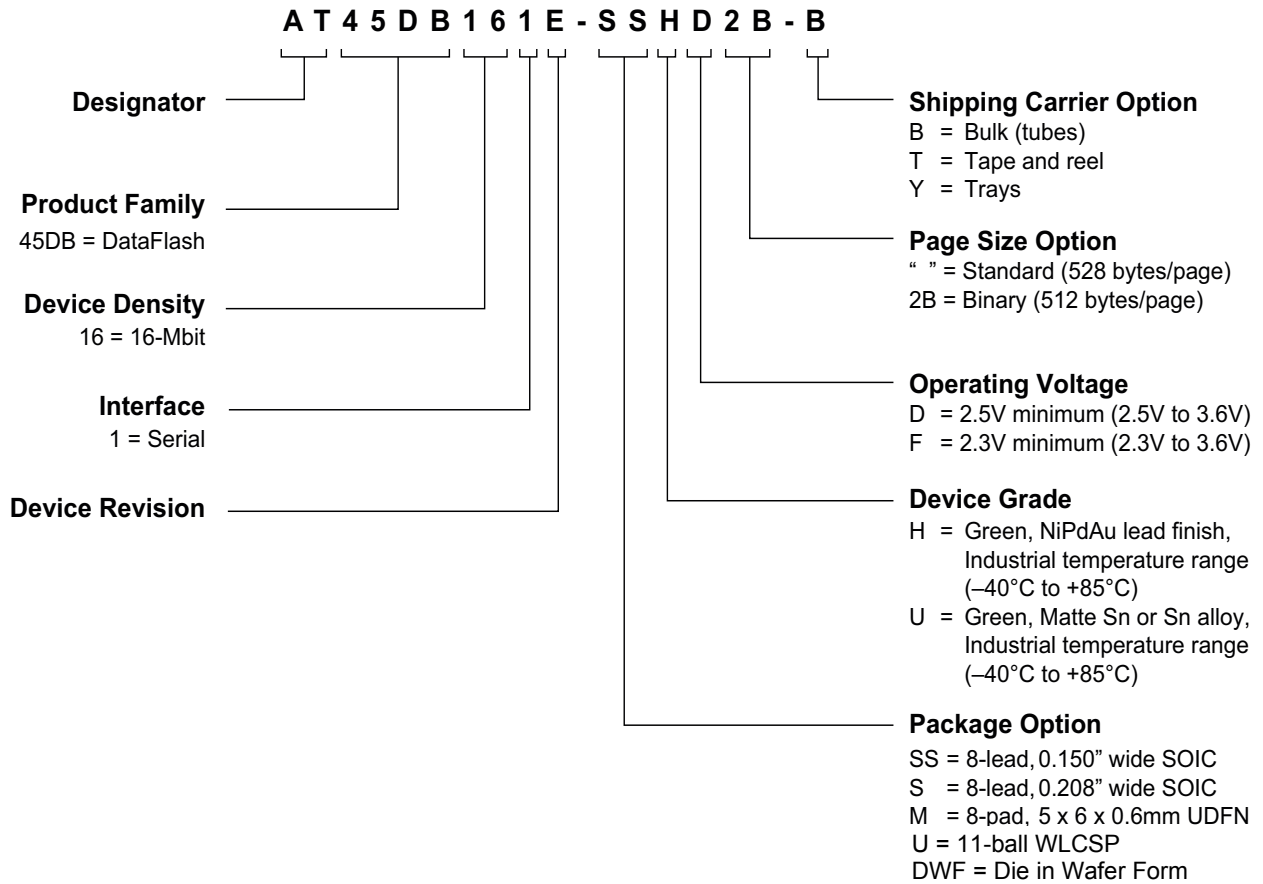 A T 4 5 D B 1 6 1 E - S S H D 2 B - B
Designator
Product Family
45DB = DataFlash
Device Density
16 = 16-Mbit
Interface
1 = Serial
Device Revision
Shipping Carrier Option
B = Bulk (tubes)
T = Tape and reel
Y = Trays
Page Size Option
“ ” = Standard (528 bytes/page)
2B = Binary (512 bytes/page)
Operating Voltage
D = 2.5V minimum (2.5V to 3.6V)
F = 2.3V minimum (2.3V to 3.6V)
Device Grade
H = Green, NiPdAu lead finish,
Industrial temperature range
(–40°C to +85°C)
U = Green, Matte Sn or Sn alloy,
Industrial temperature range
(–40°C to +85°C)
Package Option
SS = 8-lead, 0.150” wide SOIC
S = 8-lead, 0.208” wide SOIC
M = 8-pad, 5 x 6 x 0.6mm UDFN
U = 11-ball WLCSP
DWF = Die in Wafer Form